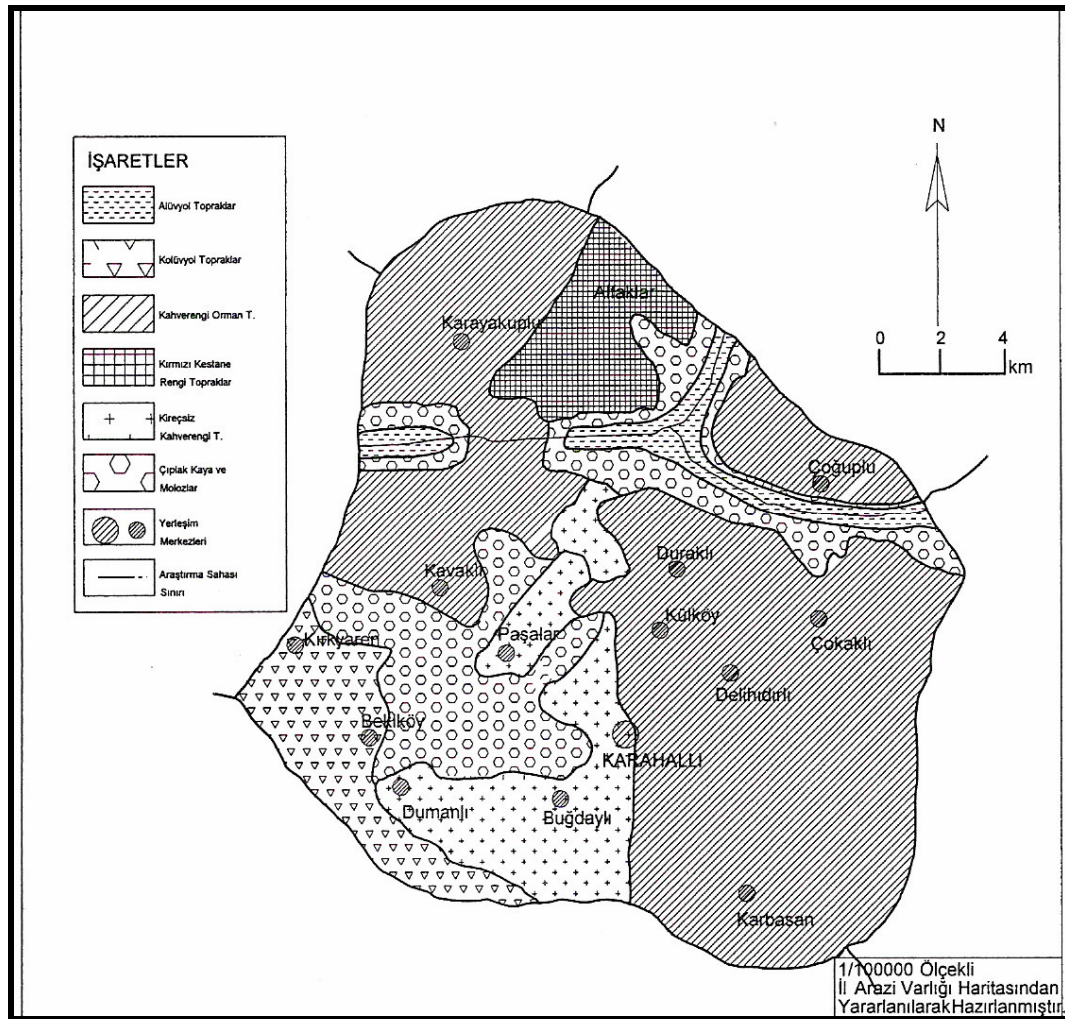 İŞARETLER
Alüvyol Topraklar
Kolüvyol Topraklar
Kahverengi Orman T.
Kırmızı Kestane
Rengi Topraklar
Kireçsiz
Kahverengi T.
Çıplak Kaya ve
Molozlar
Yerleşim
Merkezleri
Araştırma Sahası
Sınırı
N
0 2 4
km
Alfaklar
Karayakuplu
Çoğuplu
Duraklı
Kavaklı
Külköy
Paşalar
Çokaklı
Kırkyaren
Delihıdırlı
Bekiköy
KARAHALLI
Dumanlı
Buğdaylı
Karbasan
1/100000 Ölçekli
İl Arazi Varlığı Haritasından
YararlanılarakHazırlanmıştır.